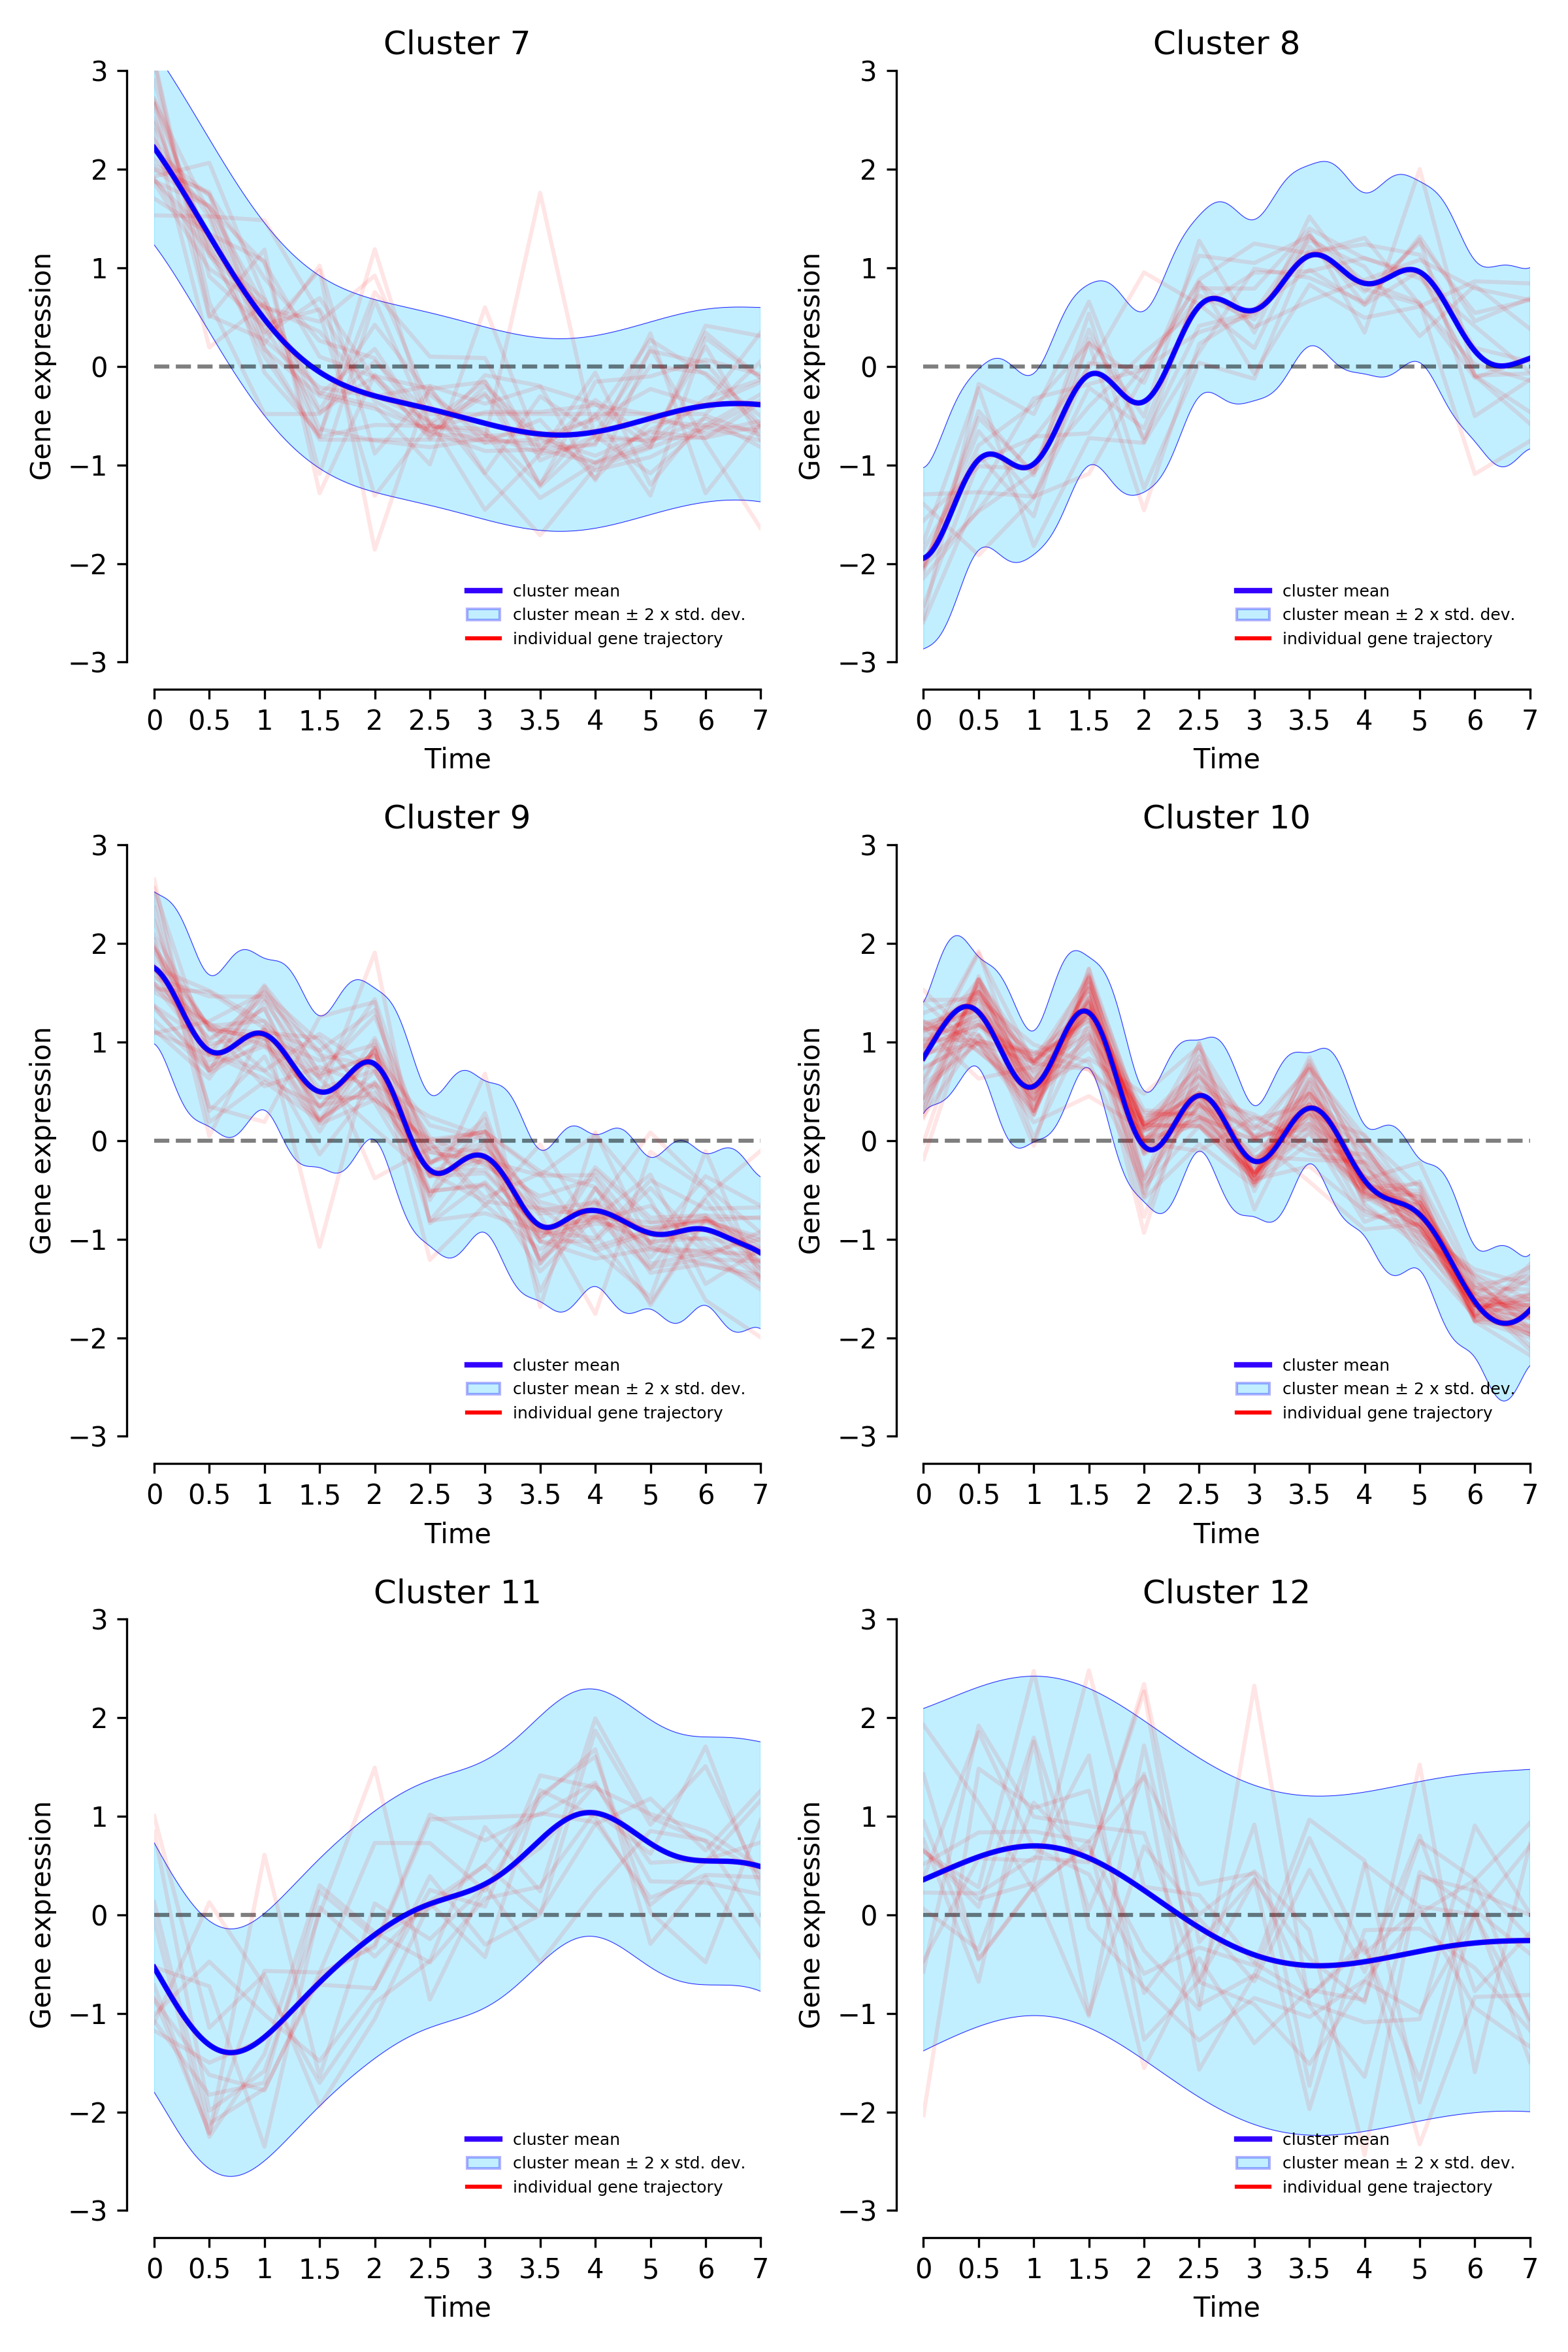 Cluster 7
3
2
1
0
−1
−2
−3
Gene expression
cluster mean
cluster mean ± 2 x std. dev.
individual gene trajectory
0 0.5 1 1.5 2 2.5 3 3.5 4 5 6 7
Time
Cluster 8
3
2
1
0
−1
−2
−3
Gene expression
cluster mean
cluster mean ± 2 x std. dev.
individual gene trajectory
0 0.5 1 1.5 2 2.5 3 3.5 4 5 6 7
Time
Cluster 9
3
2
1
0
−1
−2
−3
Gene expression
cluster mean
cluster mean ± 2 x std. dev.
individual gene trajectory
0 0.5 1 1.5 2 2.5 3 3.5 4 5 6 7
Time
Cluster 10
3
2
1
0
−1
−2
−3
Gene expression
cluster mean
cluster mean ± 2 x std. dev.
individual gene trajectory
0 0.5 1 1.5 2 2.5 3 3.5 4 5 6 7
Time
Cluster 11
3
2
1
0
−1
−2
−3
Gene expression
cluster mean
cluster mean ± 2 x std. dev.
individual gene trajectory
0 0.5 1 1.5 2 2.5 3 3.5 4 5 6 7
Time
Cluster 12
3
2
1
0
−1
−2
−3
Gene expression
cluster mean
cluster mean ± 2 x std. dev.
individual gene trajectory
0 0.5 1 1.5 2 2.5 3 3.5 4 5 6 7
Time